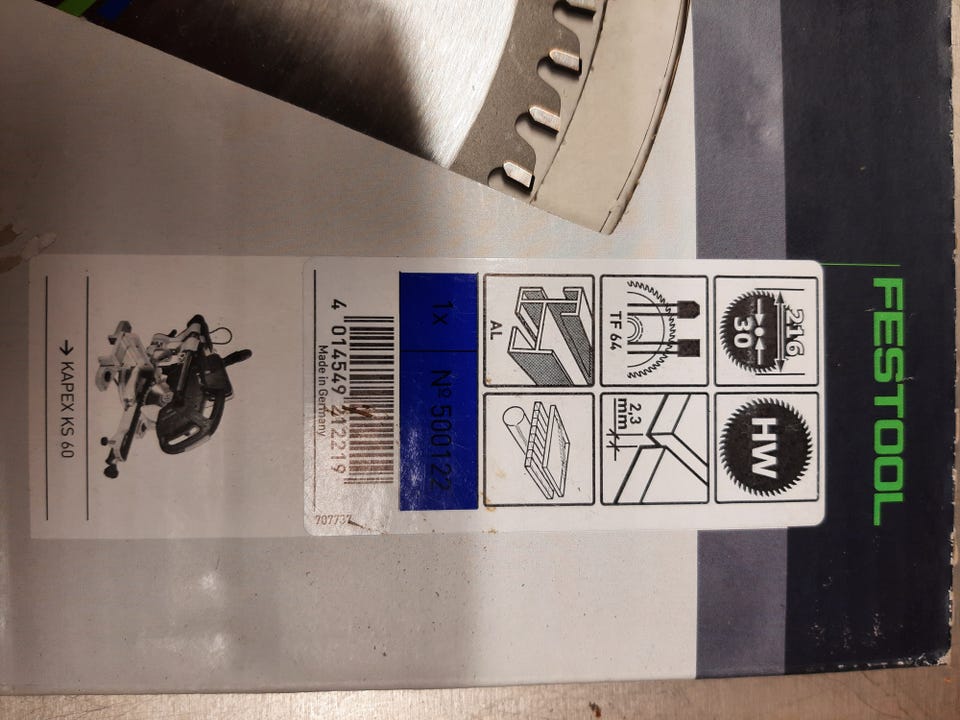 FESTOOL
216
30
HW
TF 64
2,3
mm
AL
1x Nº 500122
4 014549 212219
Made in Germany
707737
→ KAPEX KS 60